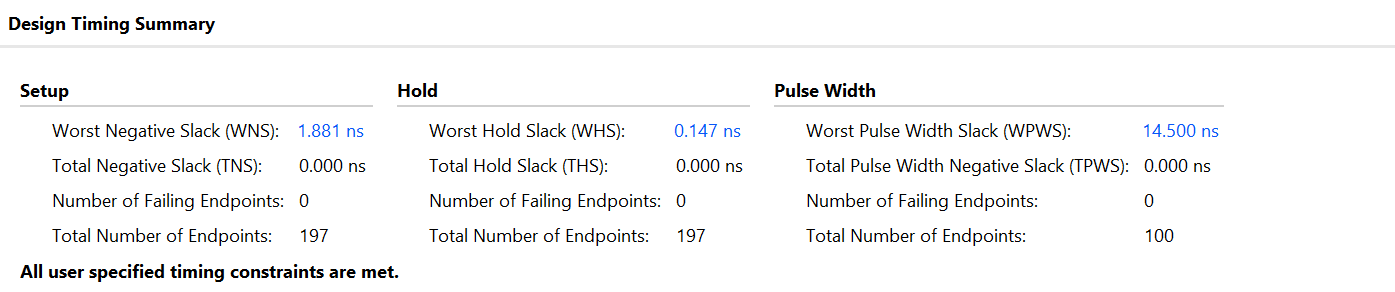 Design Timing Summary
Setup Hold Pulse Width
Worst Negative Slack (WNS): 1.881 ns Worst Hold Slack (WHS): 0.147 ns Worst Pulse Width Slack (WPWS): 14.500 ns
Total Negative Slack (TNS): 0.000 ns Total Hold Slack (THS): 0.000 ns Total Pulse Width Negative Slack (TPWS): 0.000 ns
Number of Failing Endpoints: 0 Number of Failing Endpoints: 0 Number of Failing Endpoints: 0
Total Number of Endpoints: 197 Total Number of Endpoints: 197 Total Number of Endpoints: 100
All user specified timing constraints are met.